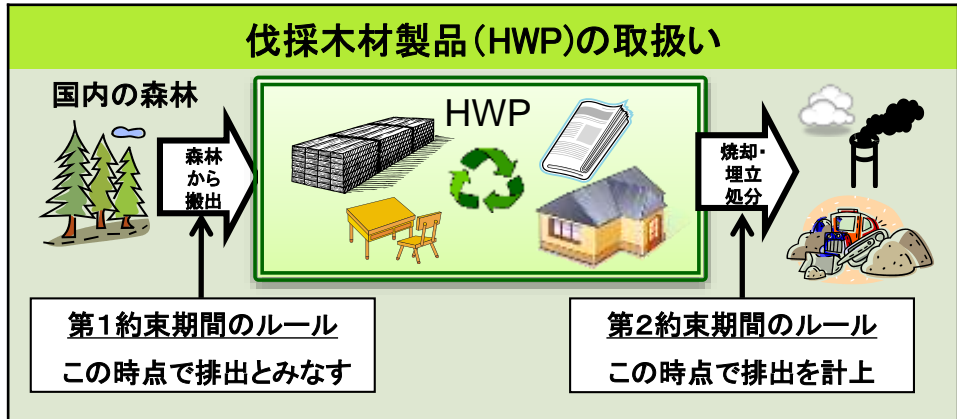 伐採木材製品（HWP)の取扱い
国内の森林
HWP
森林
から
搬出
焼却・
埋立
処分
第１約束期間のルール
この時点で排出とみなす
第２約束期間のルール
この時点で排出を計上